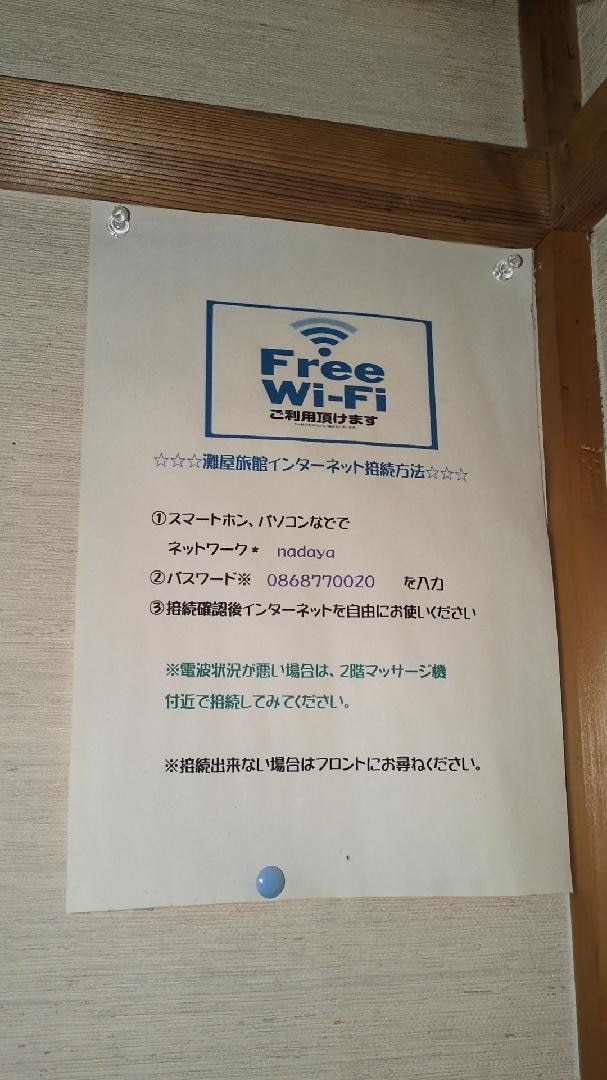 Free
Wi-Fi
ご利用頂けます
☆☆☆灘屋旅館インターネット接続方法☆☆☆
①スマートホン、パソコンなどで
ネットワーク* nadaya
②パスワード※ 0868770020 を入力
③接続確認後インターネットを自由にお使いください
※電波状況が悪い場合は、2階マッサージ機
付近で接続してみてください。
※接続出来ない場合はフロントにお尋ねください。